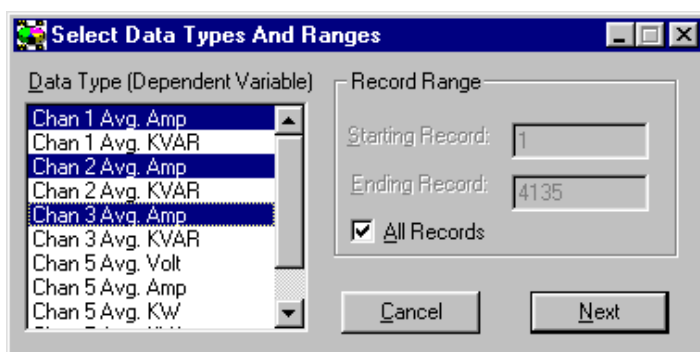 Select Data Types And Ranges
Data Type (Dependent Variable)
Chan 1 Avg. Amp
Chan 1 Avg. KVAR
Chan 2 Avg. Amp
Chan 2 Avg. KVAR
Chan 3 Avg. Amp
Chan 3 Avg. KVAR
Chan 5 Avg. Volt
Chan 5 Avg. Amp
Chan 5 Avg. KW
Record Range
Starting Record: 1
Ending Record: 4135
All Records
Cancel
Next